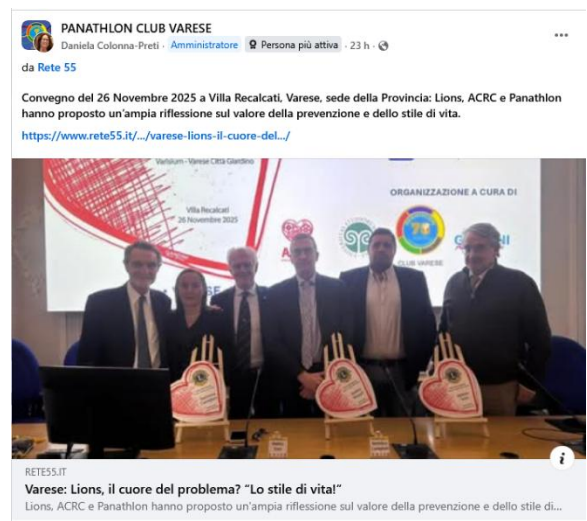 PANATHLON CLUB VARESE
Daniela Colonna-Preti · Amministratore Persona più attiva · 23 h ·
da Rete 55
Convegno del 26 Novembre 2025 a Villa Recalcati, Varese, sede della Provincia: Lions, ACRC e Panathlon
hanno proposto un'ampia riflessione sul valore della prevenzione e dello stile di vita.
https://www.rete55.it/.../varese-lions-il-cuore-del.../
Varisium - Varese Città Giardino
Villa Recalcati
26 Novembre 2025
ORGANIZZAZIONE A CURA DI
CLUB VARESE
RETE55.IT
Varese: Lions, il cuore del problema? "Lo stile di vita!"
Lions, ACRC e Panathlon hanno proposto un'ampia riflessione sul valore della prevenzione e dello stile di...